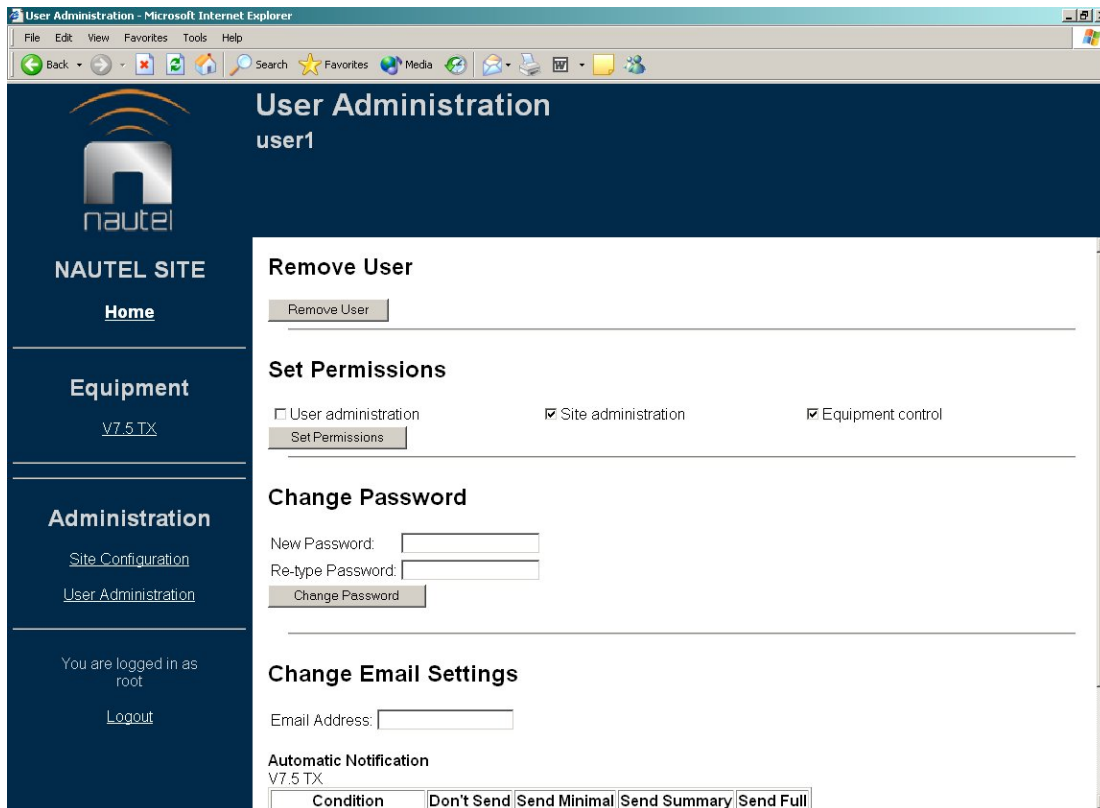 User Administration - Microsoft Internet Explorer
File Edit View Favorites Tools Help
Back Search Favorites Media
nautel
User Administration
user1
NAUTEL SITE
Home
Equipment
V7.5 TX
Administration
Site Configuration
User Administration
You are logged in as
root
Logout
Remove User
Remove User
Set Permissions
User administration Site administration Equipment control
Set Permissions
Change Password
New Password:
Re-type Password:
Change Password
Change Email Settings
Email Address:
Automatic Notification
V7.5 TX
Condition Don't Send Send Minimal Send Summary Send Full